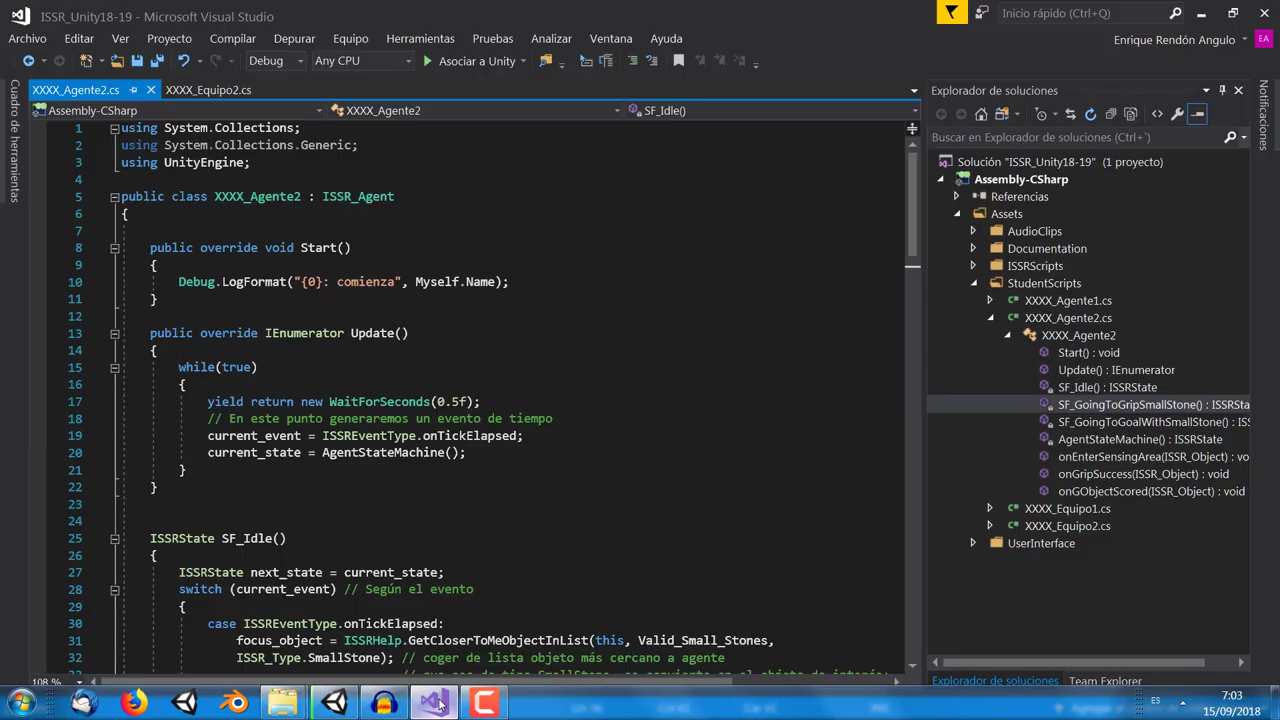 ISSR_Unity18-19 - Microsoft Visual Studio
Inicio rápido (Ctrl+Q)
Archivo Editar Ver Proyecto Compilar Depurar Equipo Herramientas Pruebas Analizar Ventana Ayuda
Enrique Rendón Angulo
EA
Debug
Any CPU
Asociar a Unity
Cuadro de herramientas
XXXX_Agente2.cs
XXXX_Equipo2.cs
Assembly-CSharp
XXXX_Agente2
SF_Idle()
1 using System.Collections;
2 using System.Collections.Generic;
3 using UnityEngine;
4
5 public class XXXX_Agente2 : ISSR_Agent
6 {
7
8 public override void Start()
9 {
10 Debug.LogFormat("{0}: comienza", Myself.Name);
11 }
12
13 public override IEnumerator Update()
14 {
15 while(true)
16 {
17 yield return new WaitForSeconds(0.5f);
18 // En este punto generaremos un evento de tiempo
19 current_event = ISSREventType.onTickElapsed;
20 current_state = AgentStateMachine();
21 }
22 }
23
24
25 ISSRState SF_Idle()
26 {
27 ISSRState next_state = current_state;
28 switch (current_event) // Según el evento
29 {
30 case ISSREventType.onTickElapsed:
31 focus_object = ISSRHelp.GetCloserToMeObjectInList(this, Valid_Small_Stones,
32 ISSR_Type.SmallStone); // coger de lista objeto más cercano a agente
108 %
Explorador de soluciones
Buscar en Explorador de soluciones (Ctrl+`)
Solución "ISSR_Unity18-19" (1 proyecto)
Assembly-CSharp
Referencias
Assets
AudioClips
Documentation
ISSRScripts
StudentScripts
XXXX_Agente1.cs
XXXX_Agente2.cs
XXXX_Agente2
Start() : void
Update() : IEnumerator
SF_Idle() : ISSRState
SF_GoingToGripSmallStone() : ISSRSta
SF_GoingToGoalWithSmallStone() : ISS
AgentStateMachine() : ISSRState
onEnterSensingArea(ISSR_Object) : vo
onGripSuccess(ISSR_Object) : void
onGObjectScored(ISSR_Object) : void
XXXX_Equipo1.cs
XXXX_Equipo2.cs
UserInterface
Explorador de soluciones
Team Explorer
Notificaciones
ES
7:03
15/09/2018